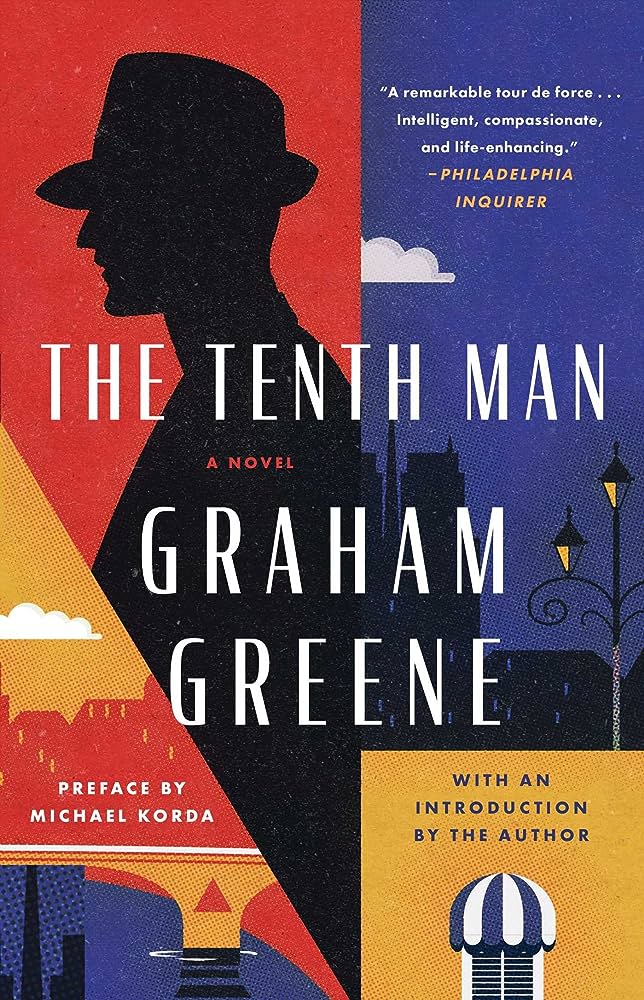 "A remarkable tour de force . . .
Intelligent, compassionate,
and life-enhancing."
–PHILADELPHIA
INQUIRER
THE TENTH MAN
A NOVEL
GRAHAM
GREENE
PREFACE BY
MICHAEL KORDA
WITH AN
INTRODUCTION
BY THE AUTHOR